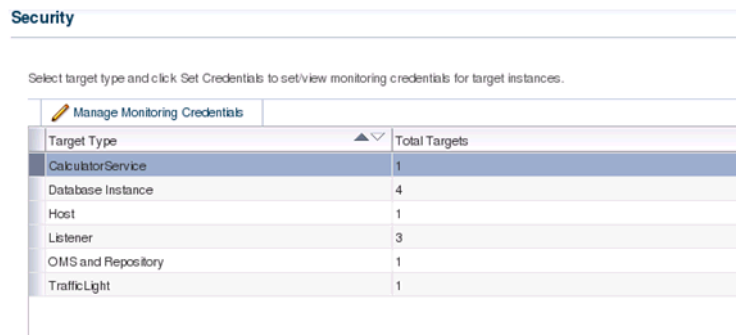 Security
Select target type and click Set Credentials to set/view monitoring credentials for target instances.
Manage Monitoring Credentials
Target Type Total Targets
CalculatorService 1
Database Instance 4
Host 1
Listener 3
OMS and Repository 1
TrafficLight 1